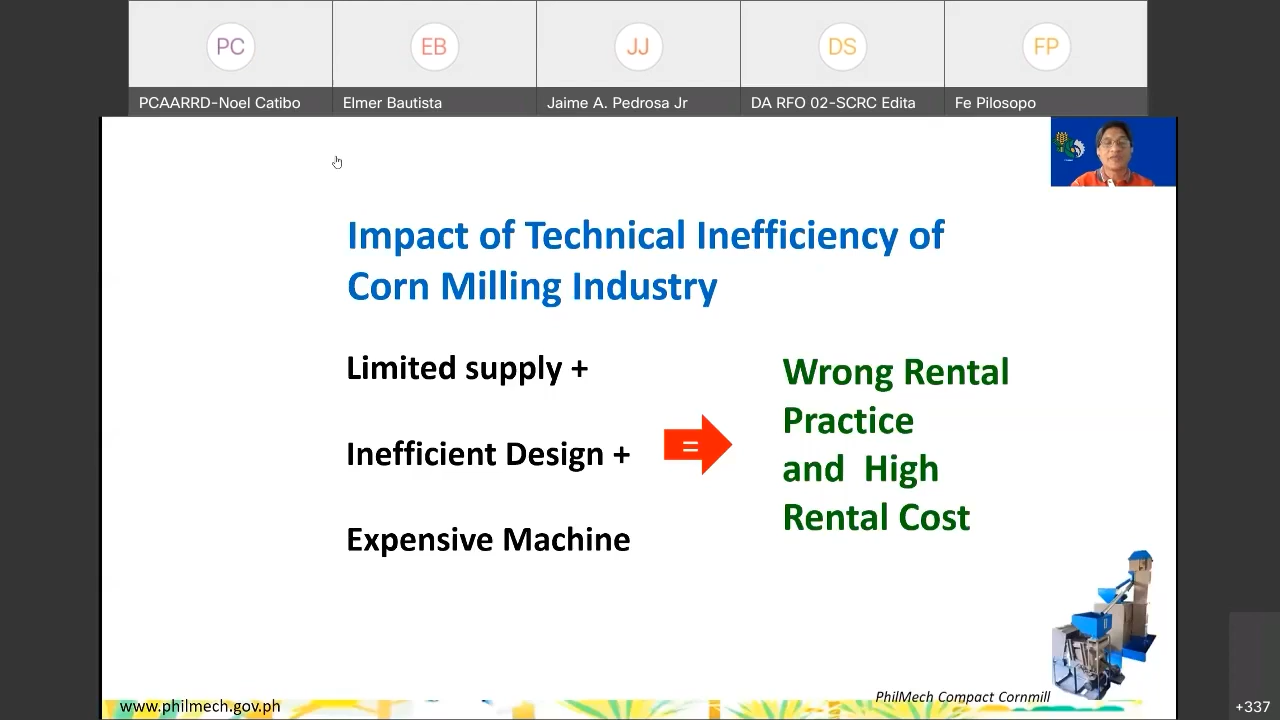 PC
EB
JJ
DS
FP
PCAARRD-Noel Catibo
Elmer Bautista
Jaime A. Pedrosa Jr
DA RFO 02-SCRC Edita
Fe Pilosopo
Impact of Technical Inefficiency of
Corn Milling Industry
Limited supply +
Inefficient Design +
Expensive Machine
=
Wrong Rental
Practice
and High
Rental Cost
PhilMech Compact Cornmill
www.philmech.gov.ph
+337